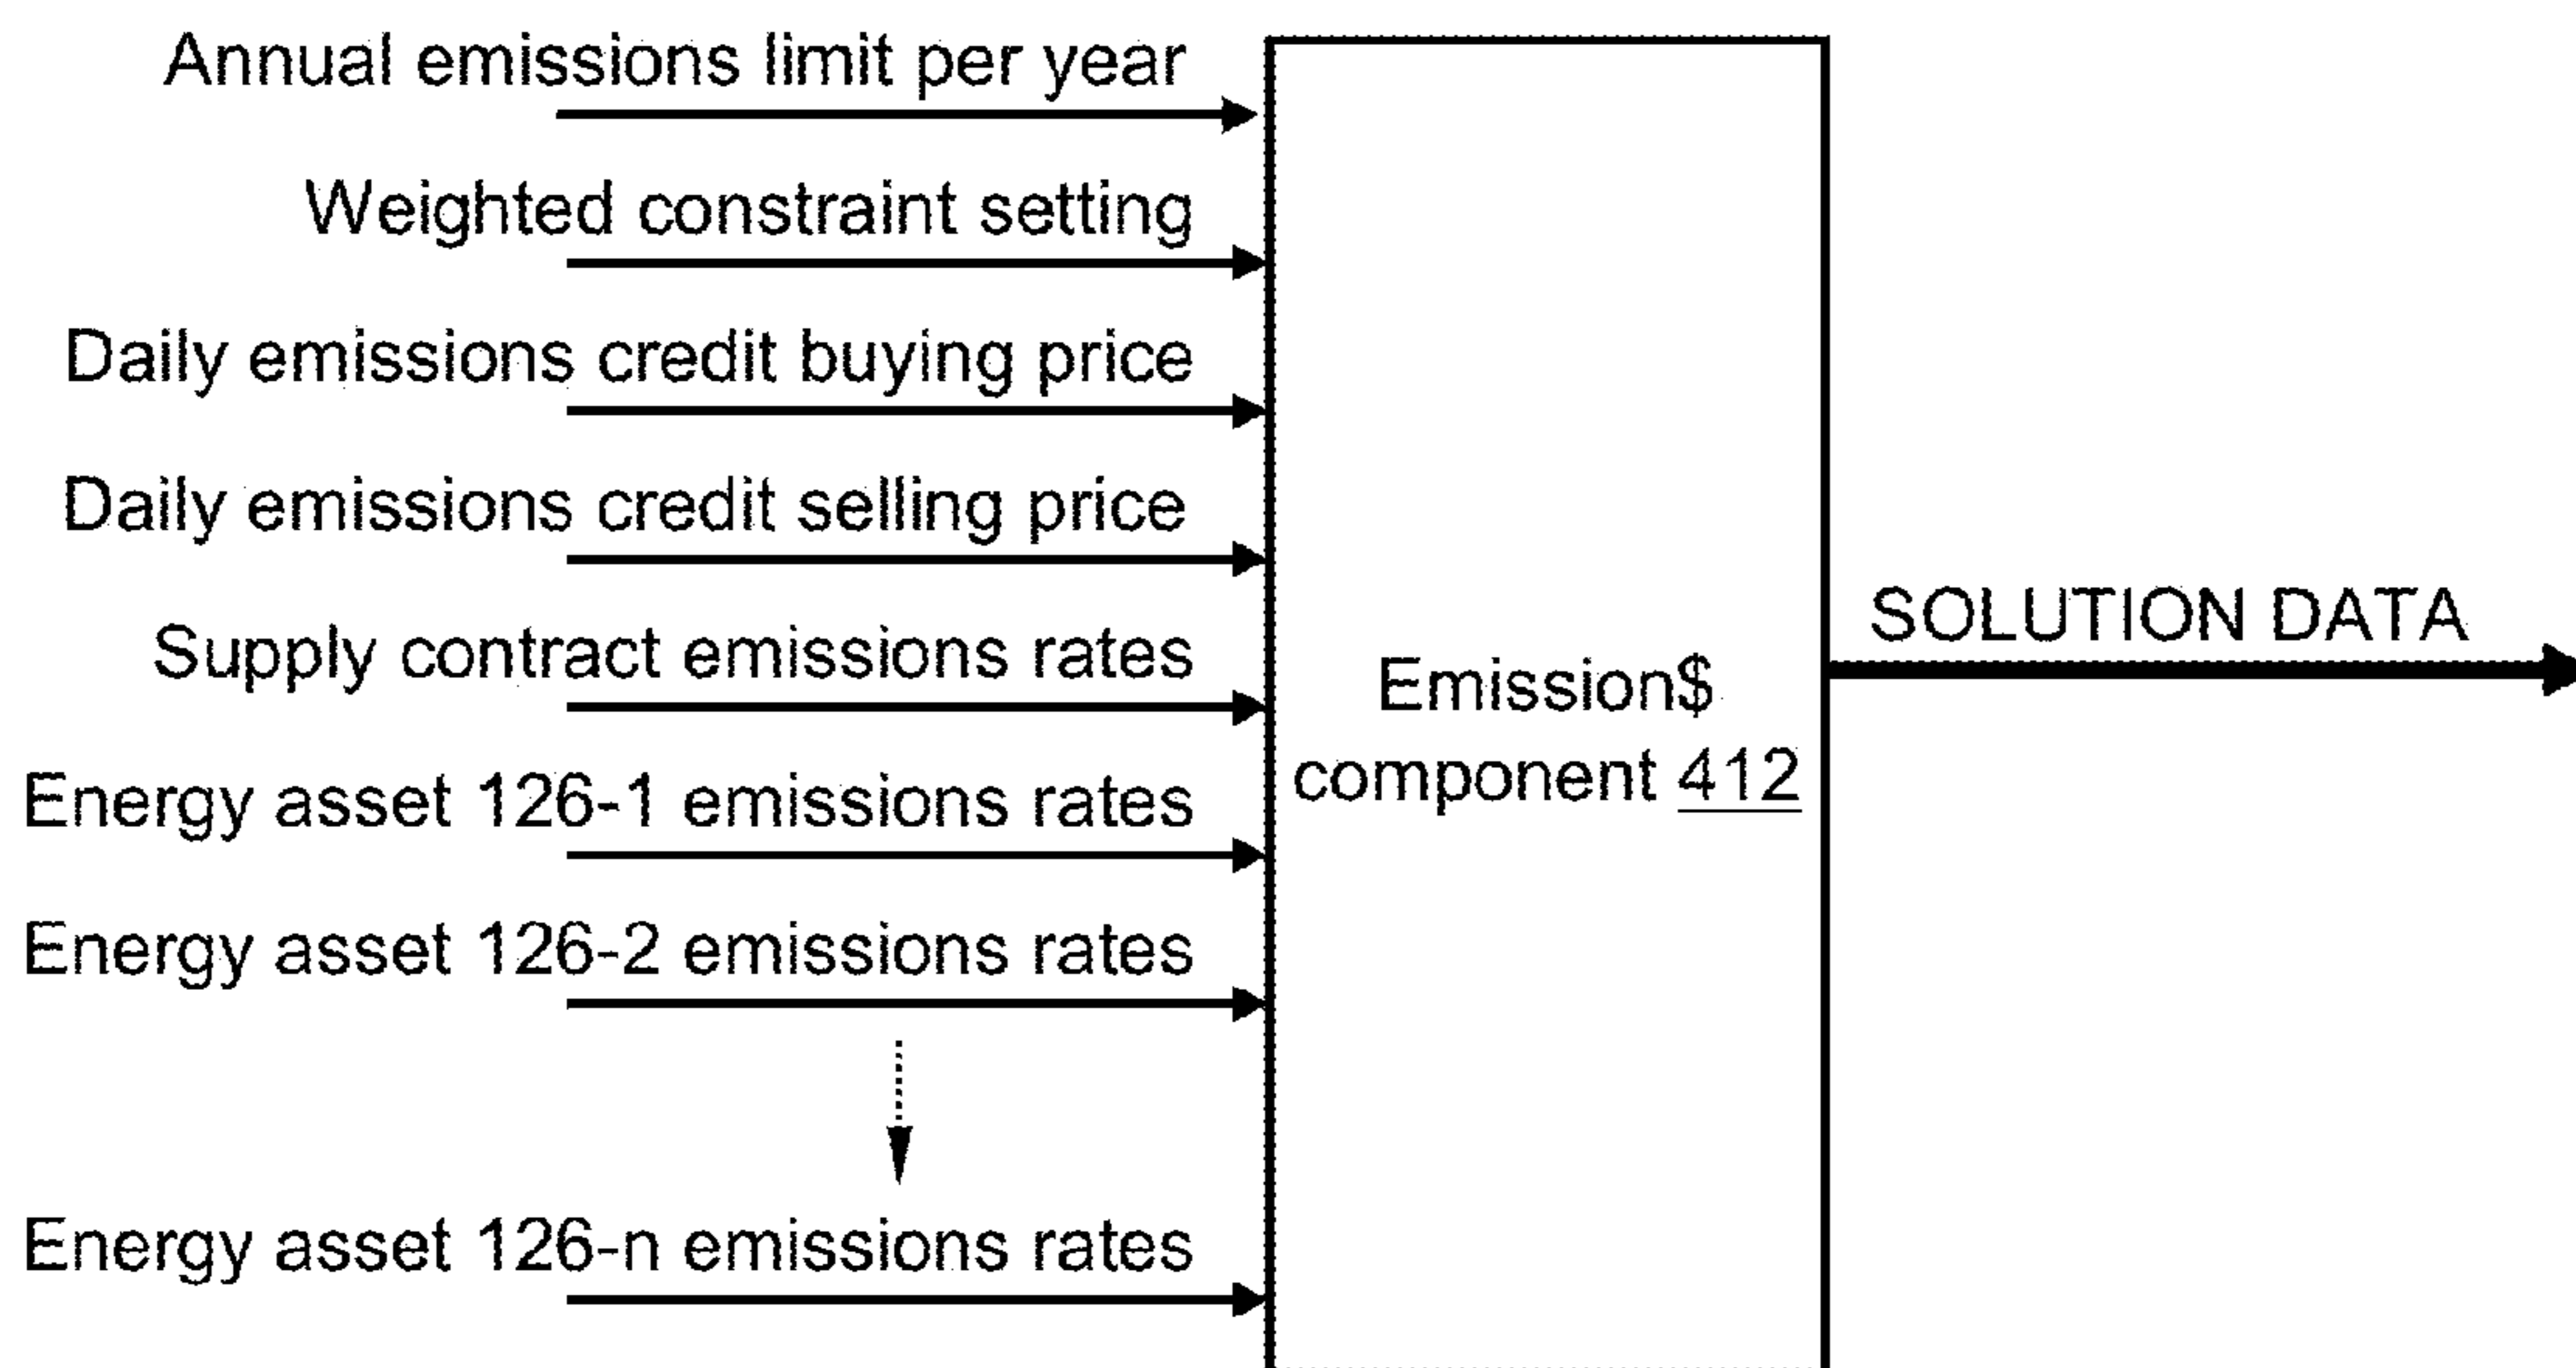 Annual emissions limit per year
Weighted constraint setting
Daily emissions credit buying price
Daily emissions credit selling price
Supply contract emissions rates
Energy asset 126-1 emissions rates
Energy asset 126-2 emissions rates
Energy asset 126-n emissions rates
Emission$
component 412
SOLUTION DATA